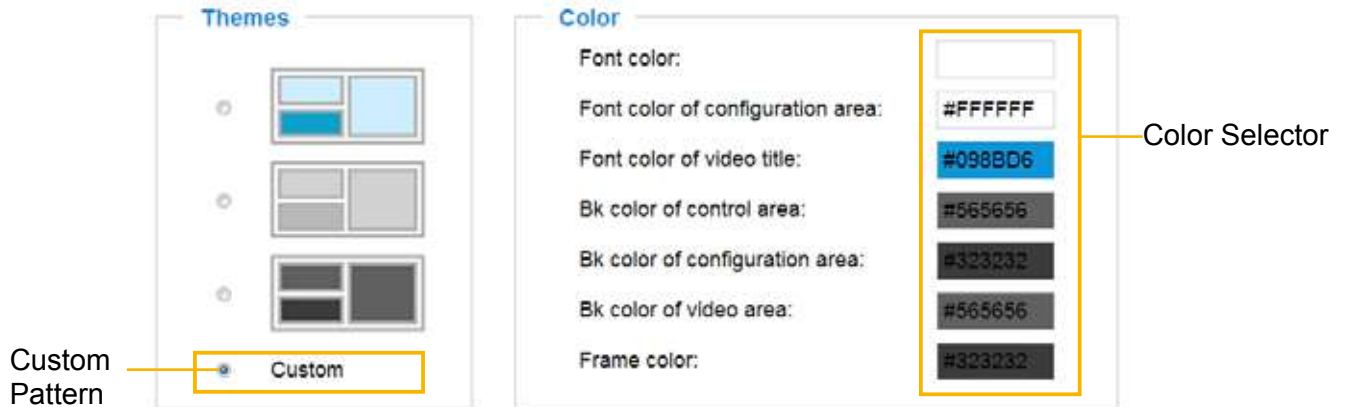 Themes
Custom
Custom
Pattern
Color
Font color:
Font color of configuration area: #FFFFFF
Font color of video title: #098BD6
Bk color of control area: #565656
Bk color of configuration area: #323232
Bk color of video area: #565656
Frame color: #323232
Color Selector